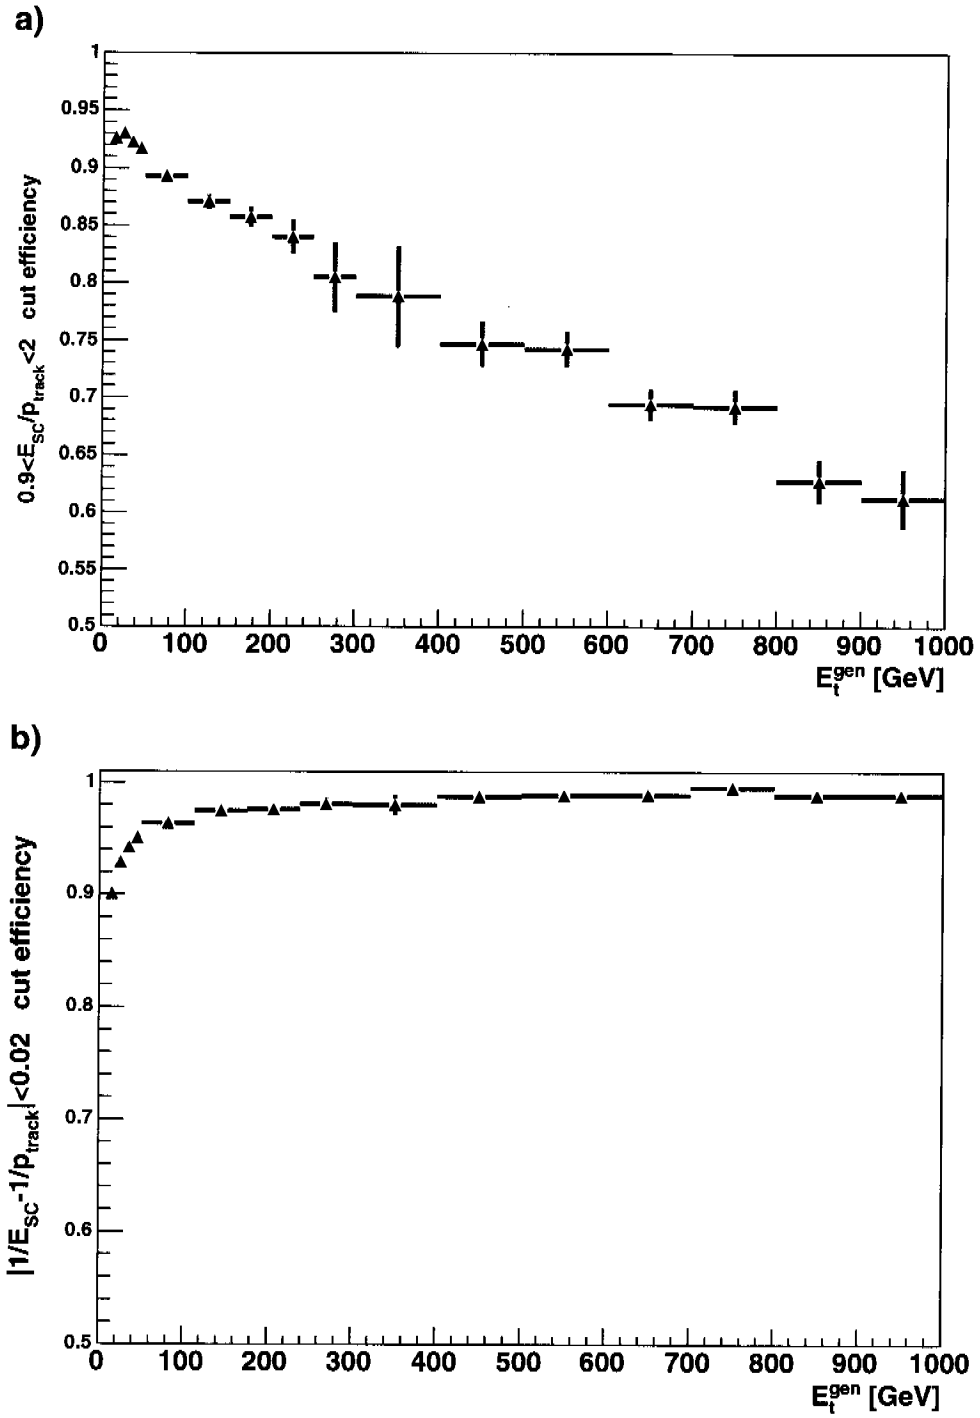 a)
1
0.95
0.9
0.85
0.8
0.75
0.7
0.65
0.6
0.55
0.5
0.9<E_SC/p_track<2 cut efficiency
0 100 200 300 400 500 600 700 800 900 1000
E_t^gen [GeV]
b)
1
0.9
0.8
0.7
0.6
0.5
|1/E_SC-1/p_track|<0.02 cut efficiency
0 100 200 300 400 500 600 700 800 900 1000
E_t^gen [GeV]